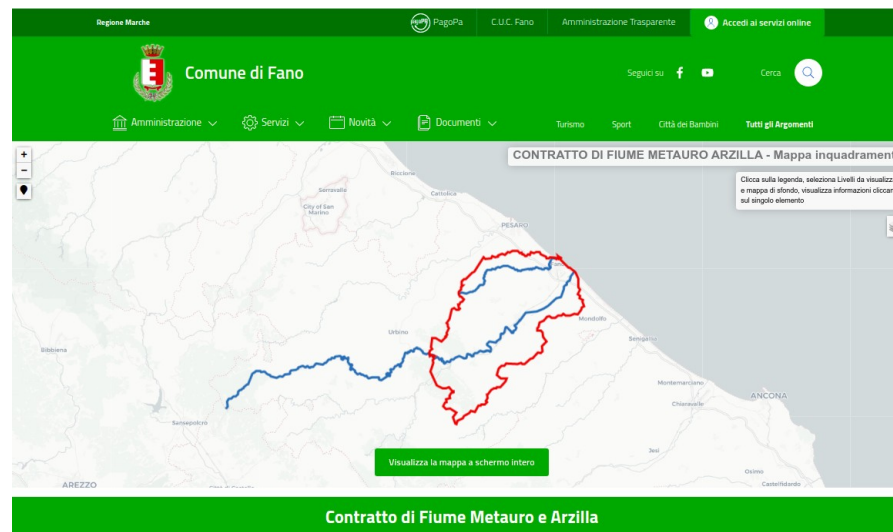 Regione Marche
PagoPa
C.U.C. Fano
Amministrazione Trasparente
Accedi ai servizi online
Comune di Fano
Seguici su
Cerca
Amministrazione
Servizi
Novità
Documenti
Turismo
Sport
Città dei Bambini
Tutti gli Argomenti
+
−
CONTRATTO DI FIUME METAURO ARZILLA - Mappa inquadrament
Clicca sulla legenda, seleziona Livelli da visualizz
e mappa di sfondo, visualizza informazioni cliccan
sul singolo elemento
Riccione
Serravalle
Cattolica
City of San
Marino
PESARO
Urbino
Mondolfo
Bibbiena
Senigallia
Montemarciano
ANCONA
Chiaravalle
Sansepolcro
Jesi
Osimo
Castelfidardo
AREZZO
Visualizza la mappa a schermo intero
Contratto di Fiume Metauro e Arzilla